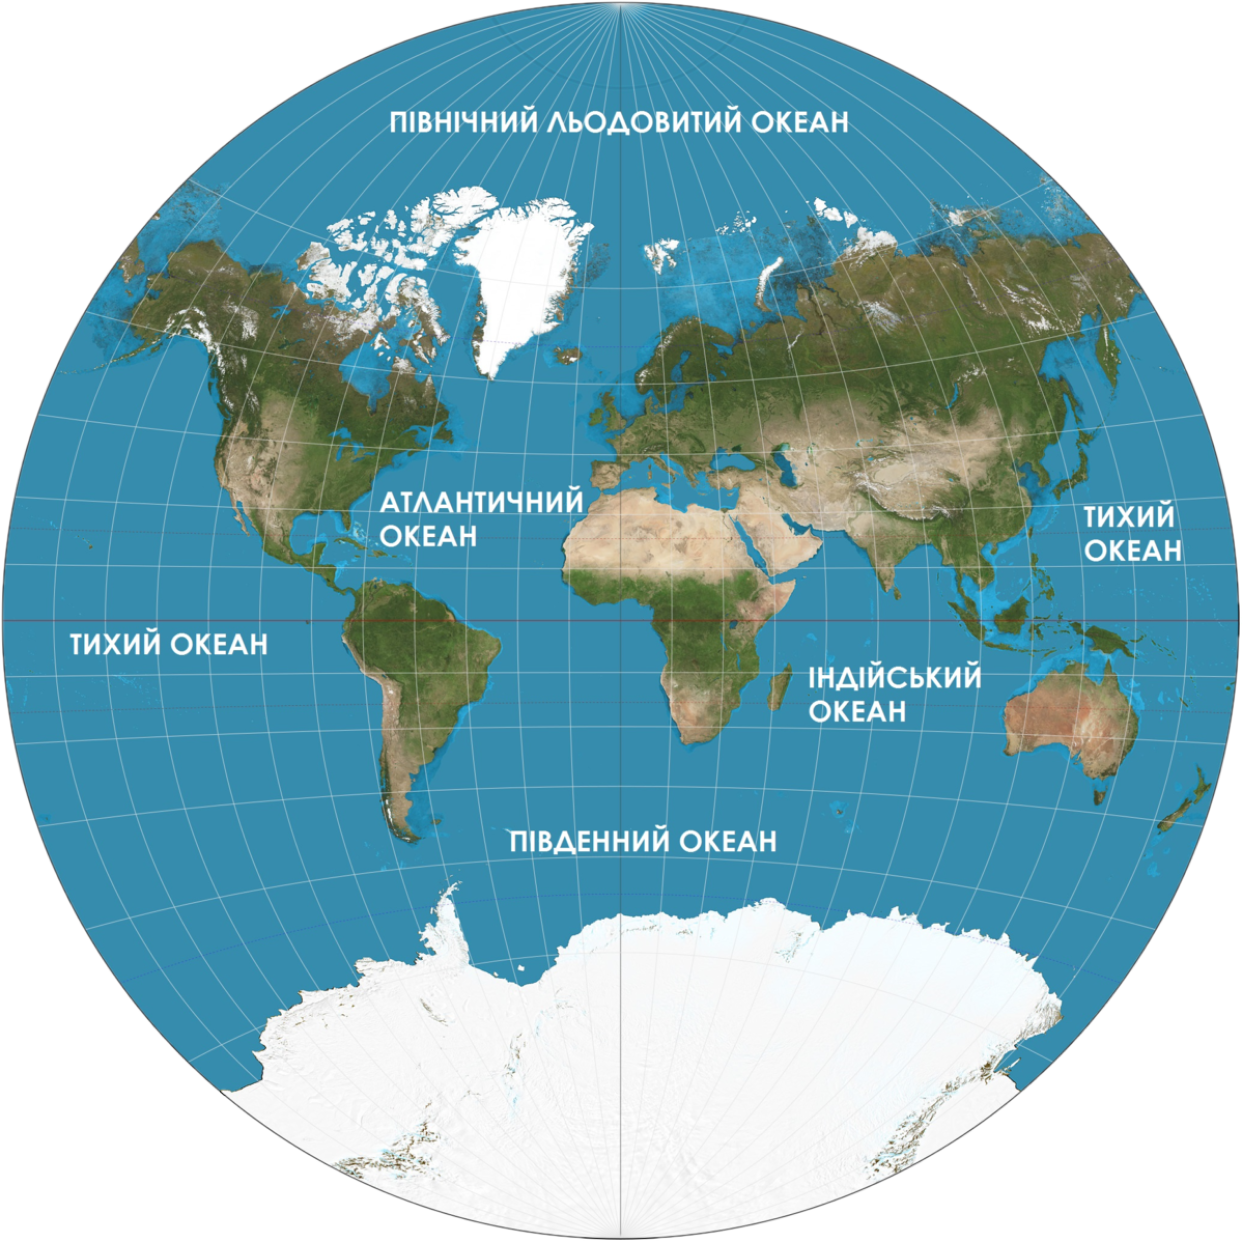 ПІВНІЧНИЙ ЛЬОДОВИТИЙ ОКЕАН
АТЛАНТИЧНИЙ
ОКЕАН
ТИХИЙ
ОКЕАН
ТИХИЙ ОКЕАН
ІНДІЙСЬКИЙ
ОКЕАН
ПІВДЕННИЙ ОКЕАН